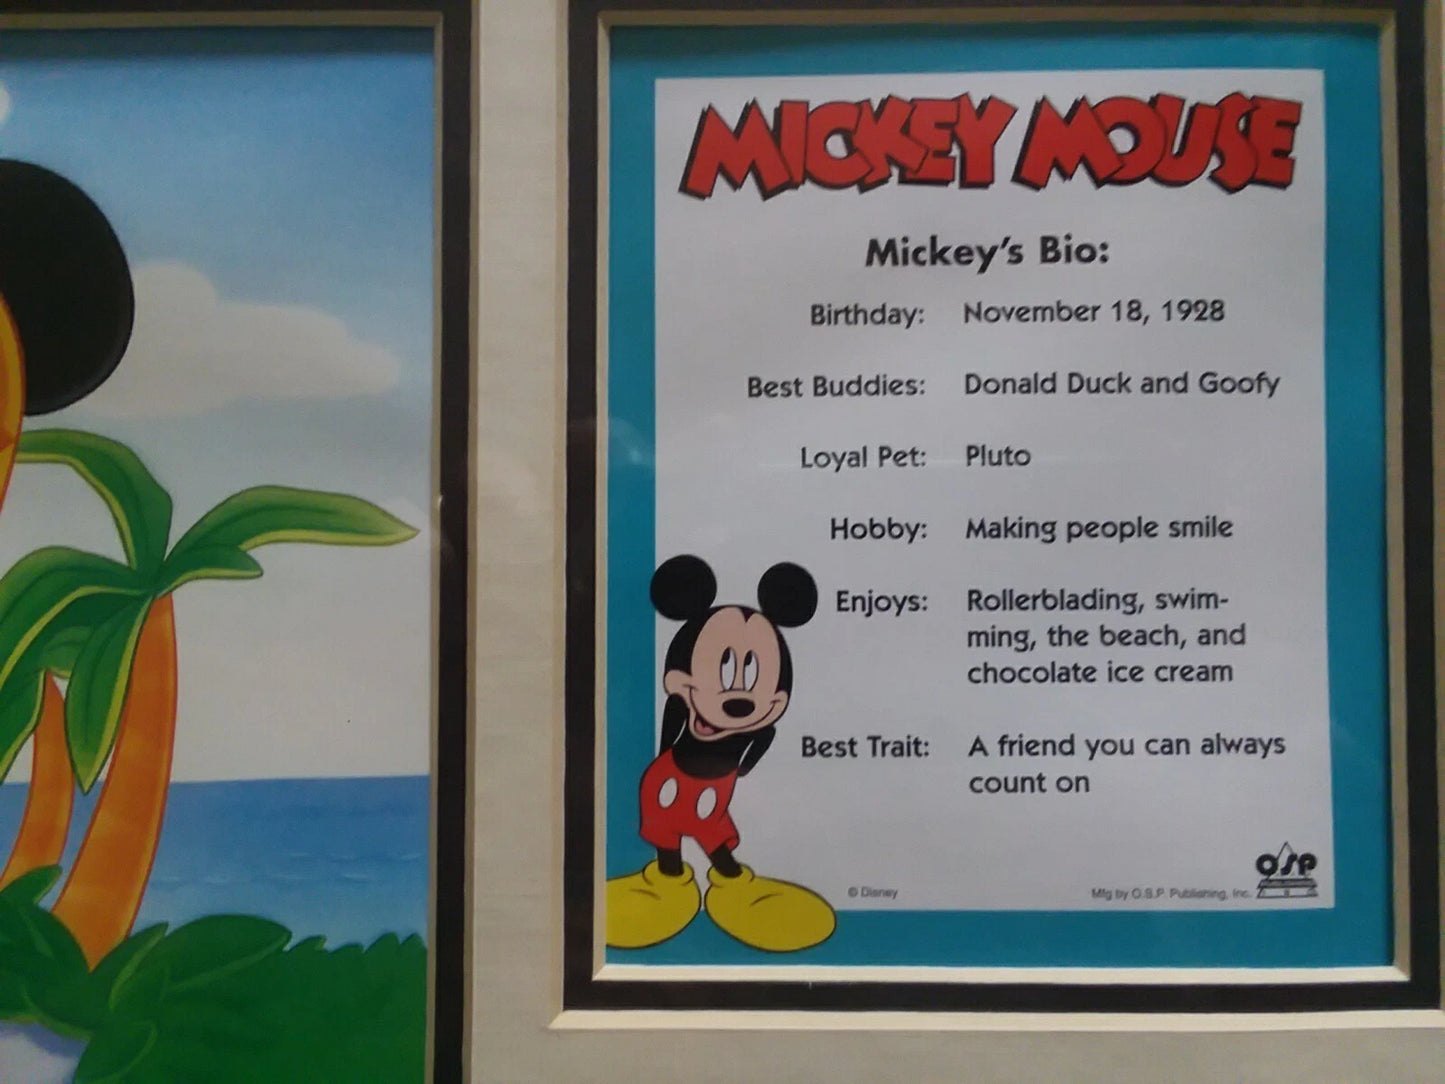 MICKEY MOUSE
Mickey's Bio:
Birthday: November 18, 1928
Best Buddies: Donald Duck and Goofy
Loyal Pet: Pluto
Hobby: Making people smile
Enjoys: Rollerblading, swim-
ming, the beach, and
chocolate ice cream
Best Trait: A friend you can always
count on
© Disney
Mfg by O.S.P. Publishing, Inc.
OSP